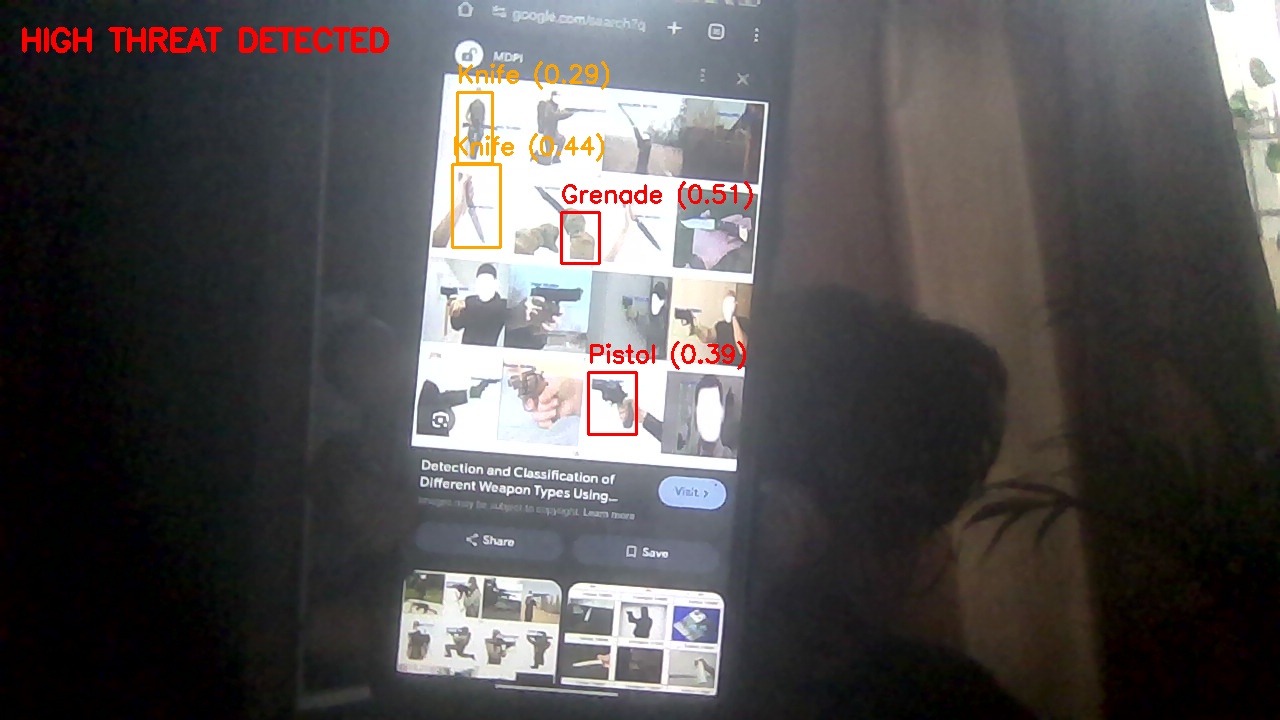 HIGH THREAT DETECTED
google.com/search?q
MDPI
Knife (0.29)
Knife (0.44)
Grenade (0.51)
Pistol (0.39)
Detection and Classification of
Different Weapon Types Using...
Visit >
Images may be subject to copyright. Learn more
Share
Save